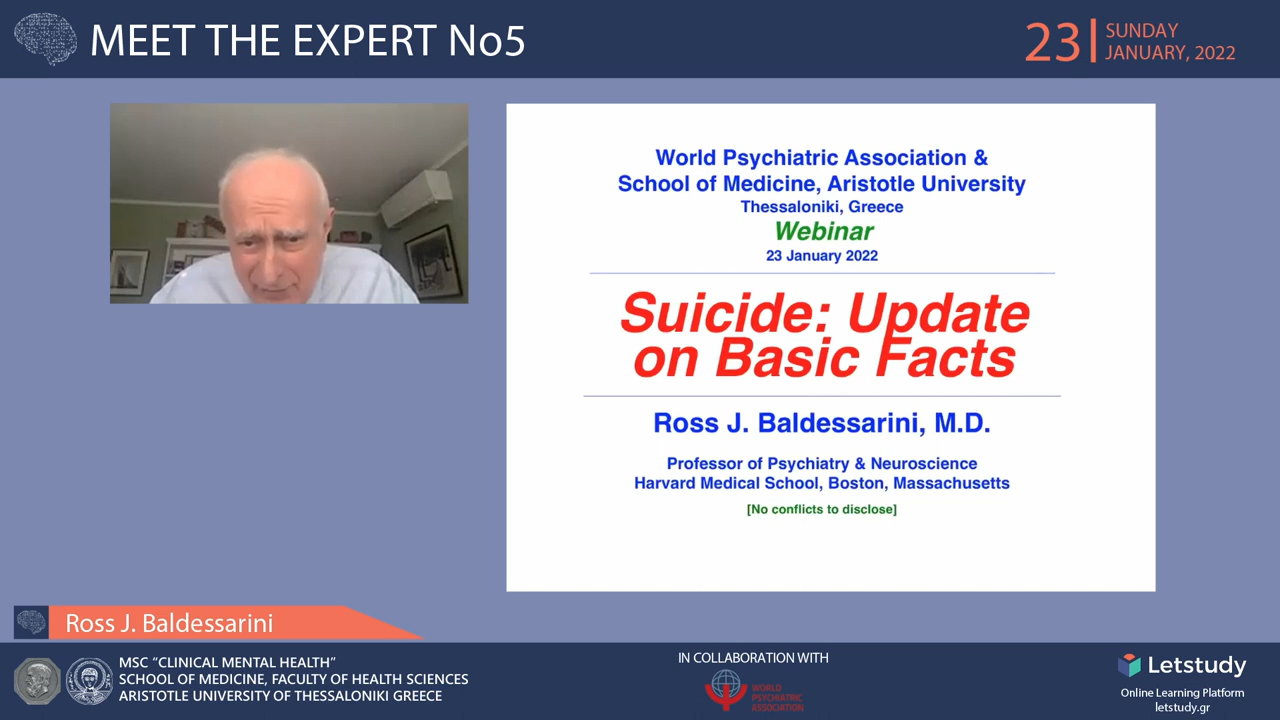 MEET THE EXPERT No5
23
SUNDAY
JANUARY, 2022
World Psychiatric Association &
School of Medicine, Aristotle University
Thessaloniki, Greece
Webinar
23 January 2022
Suicide: Update
on Basic Facts
Ross J. Baldessarini, M.D.
Professor of Psychiatry & Neuroscience
Harvard Medical School, Boston, Massachusetts
[No conflicts to disclose]
Ross J. Baldessarini
MSC “CLINICAL MENTAL HEALTH”
SCHOOL OF MEDICINE, FACULTY OF HEALTH SCIENCES
ARISTOTLE UNIVERSITY OF THESSALONIKI GREECE
IN COLLABORATION WITH
WORLD
PSYCHIATRIC
ASSOCIATION
Letstudy
Online Learning Platform
letstudy.gr